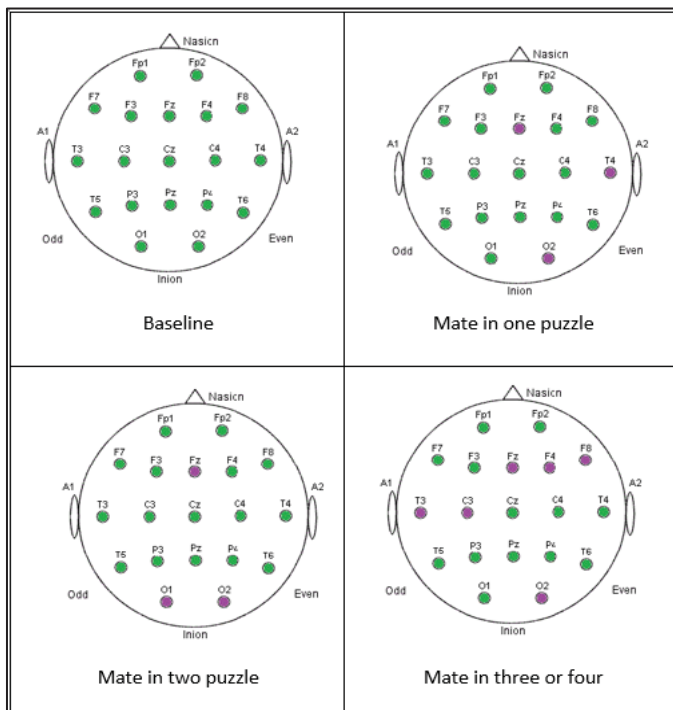 Nasicn
Fp1 Fp2
F7 F3 Fz F4 F8
A1 A2
T3 C3 Cz C4 T4
T5 P3 Pz P4 T6
O1 O2
Odd Even
Inion
Baseline
Nasicn
Fp1 Fp2
F7 F3 Fz F4 F8
A1 A2
T3 C3 Cz C4 T4
T5 P3 Pz P4 T6
O1 O2
Odd Even
Inion
Mate in one puzzle
Nasicn
Fp1 Fp2
F7 F3 Fz F4 F8
A1 A2
T3 C3 Cz C4 T4
T5 P3 Pz P4 T6
O1 O2
Odd Even
Inion
Mate in two puzzle
Nasicn
Fp1 Fp2
F7 F3 Fz F4 F8
A1 A2
T3 C3 Cz C4 T4
T5 P3 Pz P4 T6
O1 O2
Odd Even
Inion
Mate in three or four